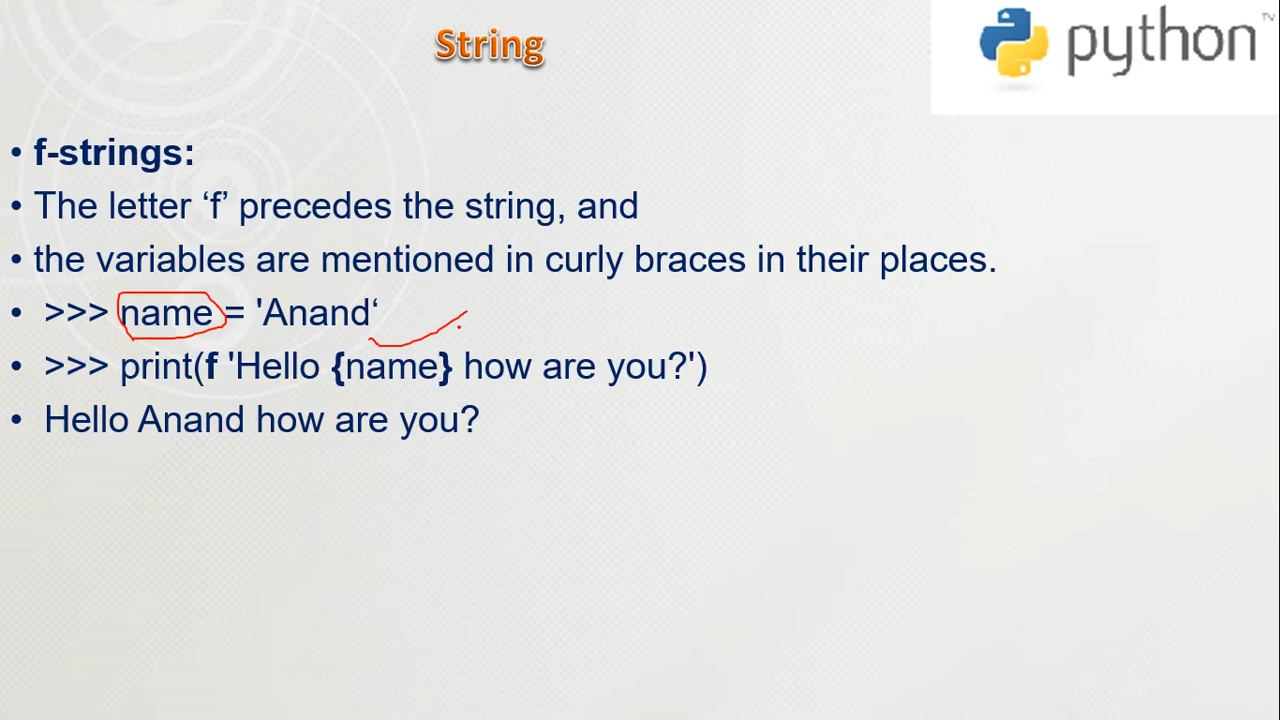 String
python TM
• f-strings:
• The letter ‘f’ precedes the string, and
• the variables are mentioned in curly braces in their places.
• >>> name = 'Anand‘
• >>> print(f 'Hello {name} how are you?')
• Hello Anand how are you?